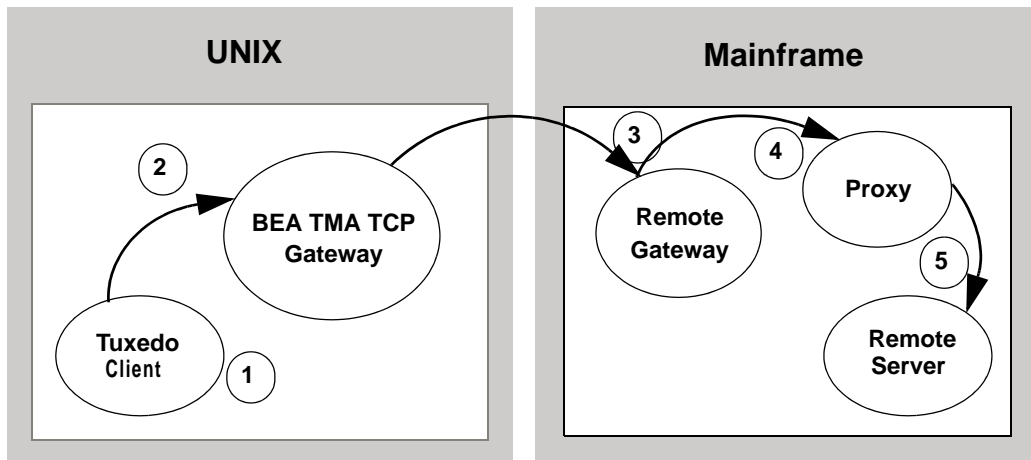 UNIX
2
BEA TMA TCP
Gateway
Tuxedo
Client
1
Mainframe
3
4
Proxy
Remote
Gateway
5
Remote
Server